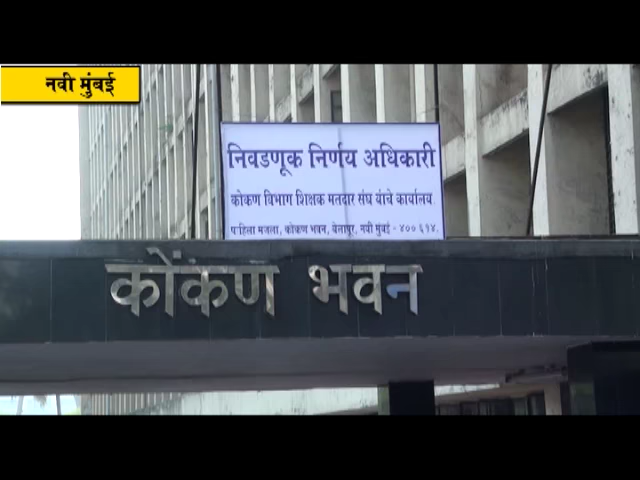 नवी मुंबई
निवडणूक निर्णय अधिकारी
कोकण विभाग शिक्षक मतदार संघ यांचे कार्यालय
पहिला मजला, कोकण भवन, बेलापूर, नवी मुंबई - ४०० ६१४.
कोंकण भवन